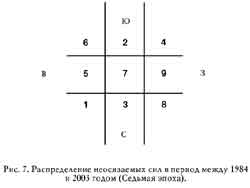 Ю
6 2 4
В 5 7 9 З
1 3 8
С
Рис. 7. Распределение неосязаемых сил в период между 1984
и 2003 годом (Седьмая эпоха).